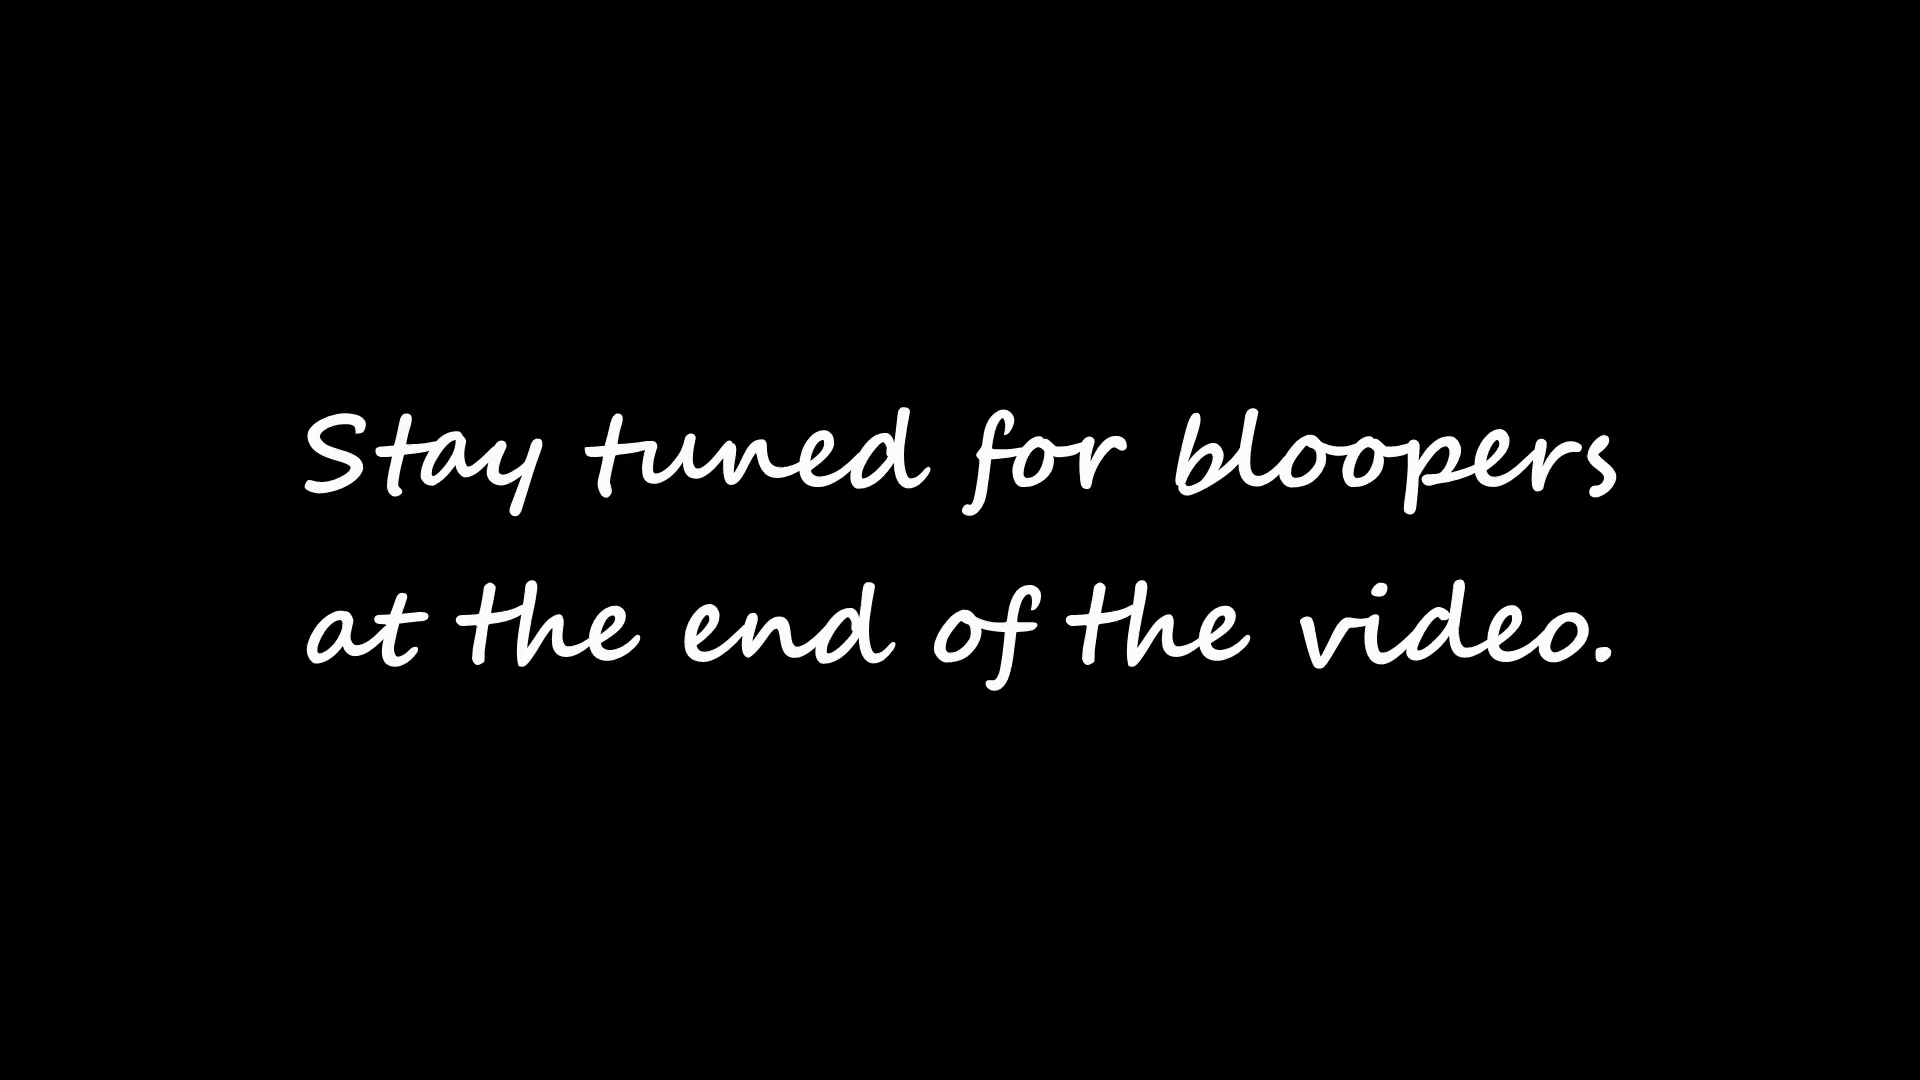 Stay tuned for bloopers
at the end of the video.